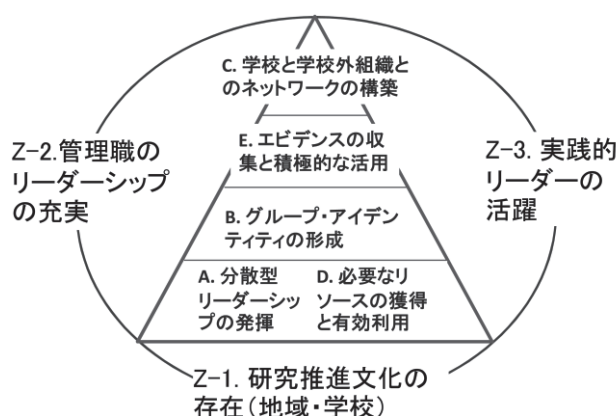 C. 学校と学校外組織と
のネットワークの構築
Z-2.管理職の
リーダーシップ
の充実
E. エビデンスの収
集と積極的な活用
Z-3. 実践的
リーダーの
活躍
B. グループ・アイデン
ティティの形成
A. 分散型
リーダーシッ
プの発揮
D. 必要なリ
ソースの獲得
と有効利用
Z-1. 研究推進文化の
存在(地域・学校)